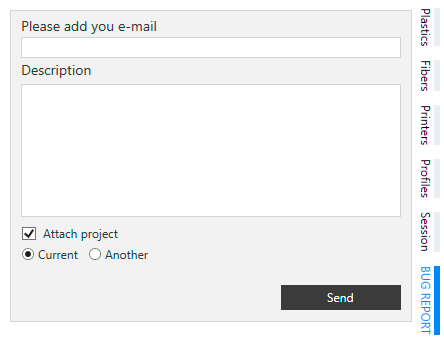 Please add you e-mail
Description
Attach project
Current
Another
Send
Plastics
Fibers
Printers
Profiles
Session
BUG REPORT